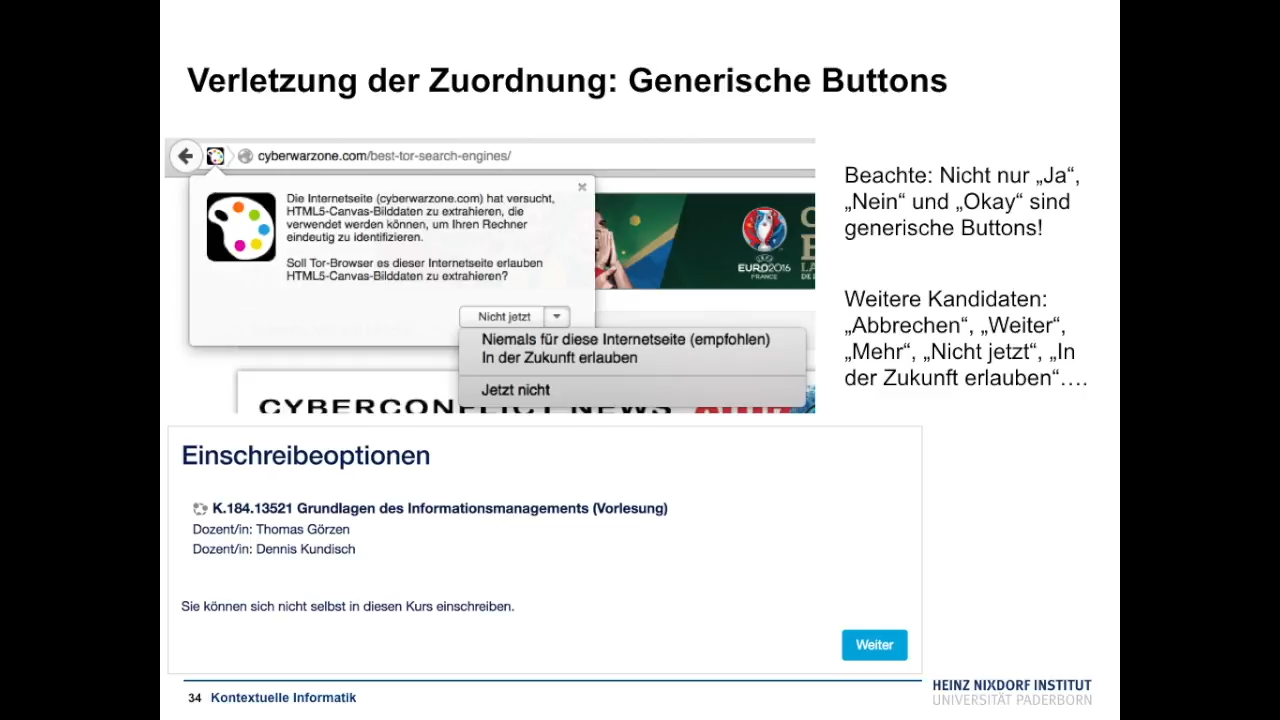 Verletzung der Zuordnung: Generische Buttons
cyberwarzone.com/best-tor-search-engines/
Die Internetseite (cyberwarzone.com) hat versucht,
HTML5-Canvas-Bilddaten zu extrahieren, die
verwendet werden können, um Ihren Rechner
eindeutig zu identifizieren.
Soll Tor-Browser es dieser Internetseite erlauben
HTML5-Canvas-Bilddaten zu extrahieren?
Nicht jetzt
Niemals für diese Internetseite (empfohlen)
In der Zukunft erlauben
Jetzt nicht
EURO2016
FRANCE
CYBERCONFLICT NEWS
Beachte: Nicht nur „Ja“,
„Nein“ und „Okay“ sind
generische Buttons!
Weitere Kandidaten:
„Abbrechen“, „Weiter“,
„Mehr“, „Nicht jetzt“, „In
der Zukunft erlauben“….
Einschreibeoptionen
K.184.13521 Grundlagen des Informationsmanagements (Vorlesung)
Dozent/in: Thomas Görzen
Dozent/in: Dennis Kundisch
Sie können sich nicht selbst in diesen Kurs einschreiben.
Weiter
34 Kontextuelle Informatik
HEINZ NIXDORF INSTITUT
UNIVERSITÄT PADERBORN